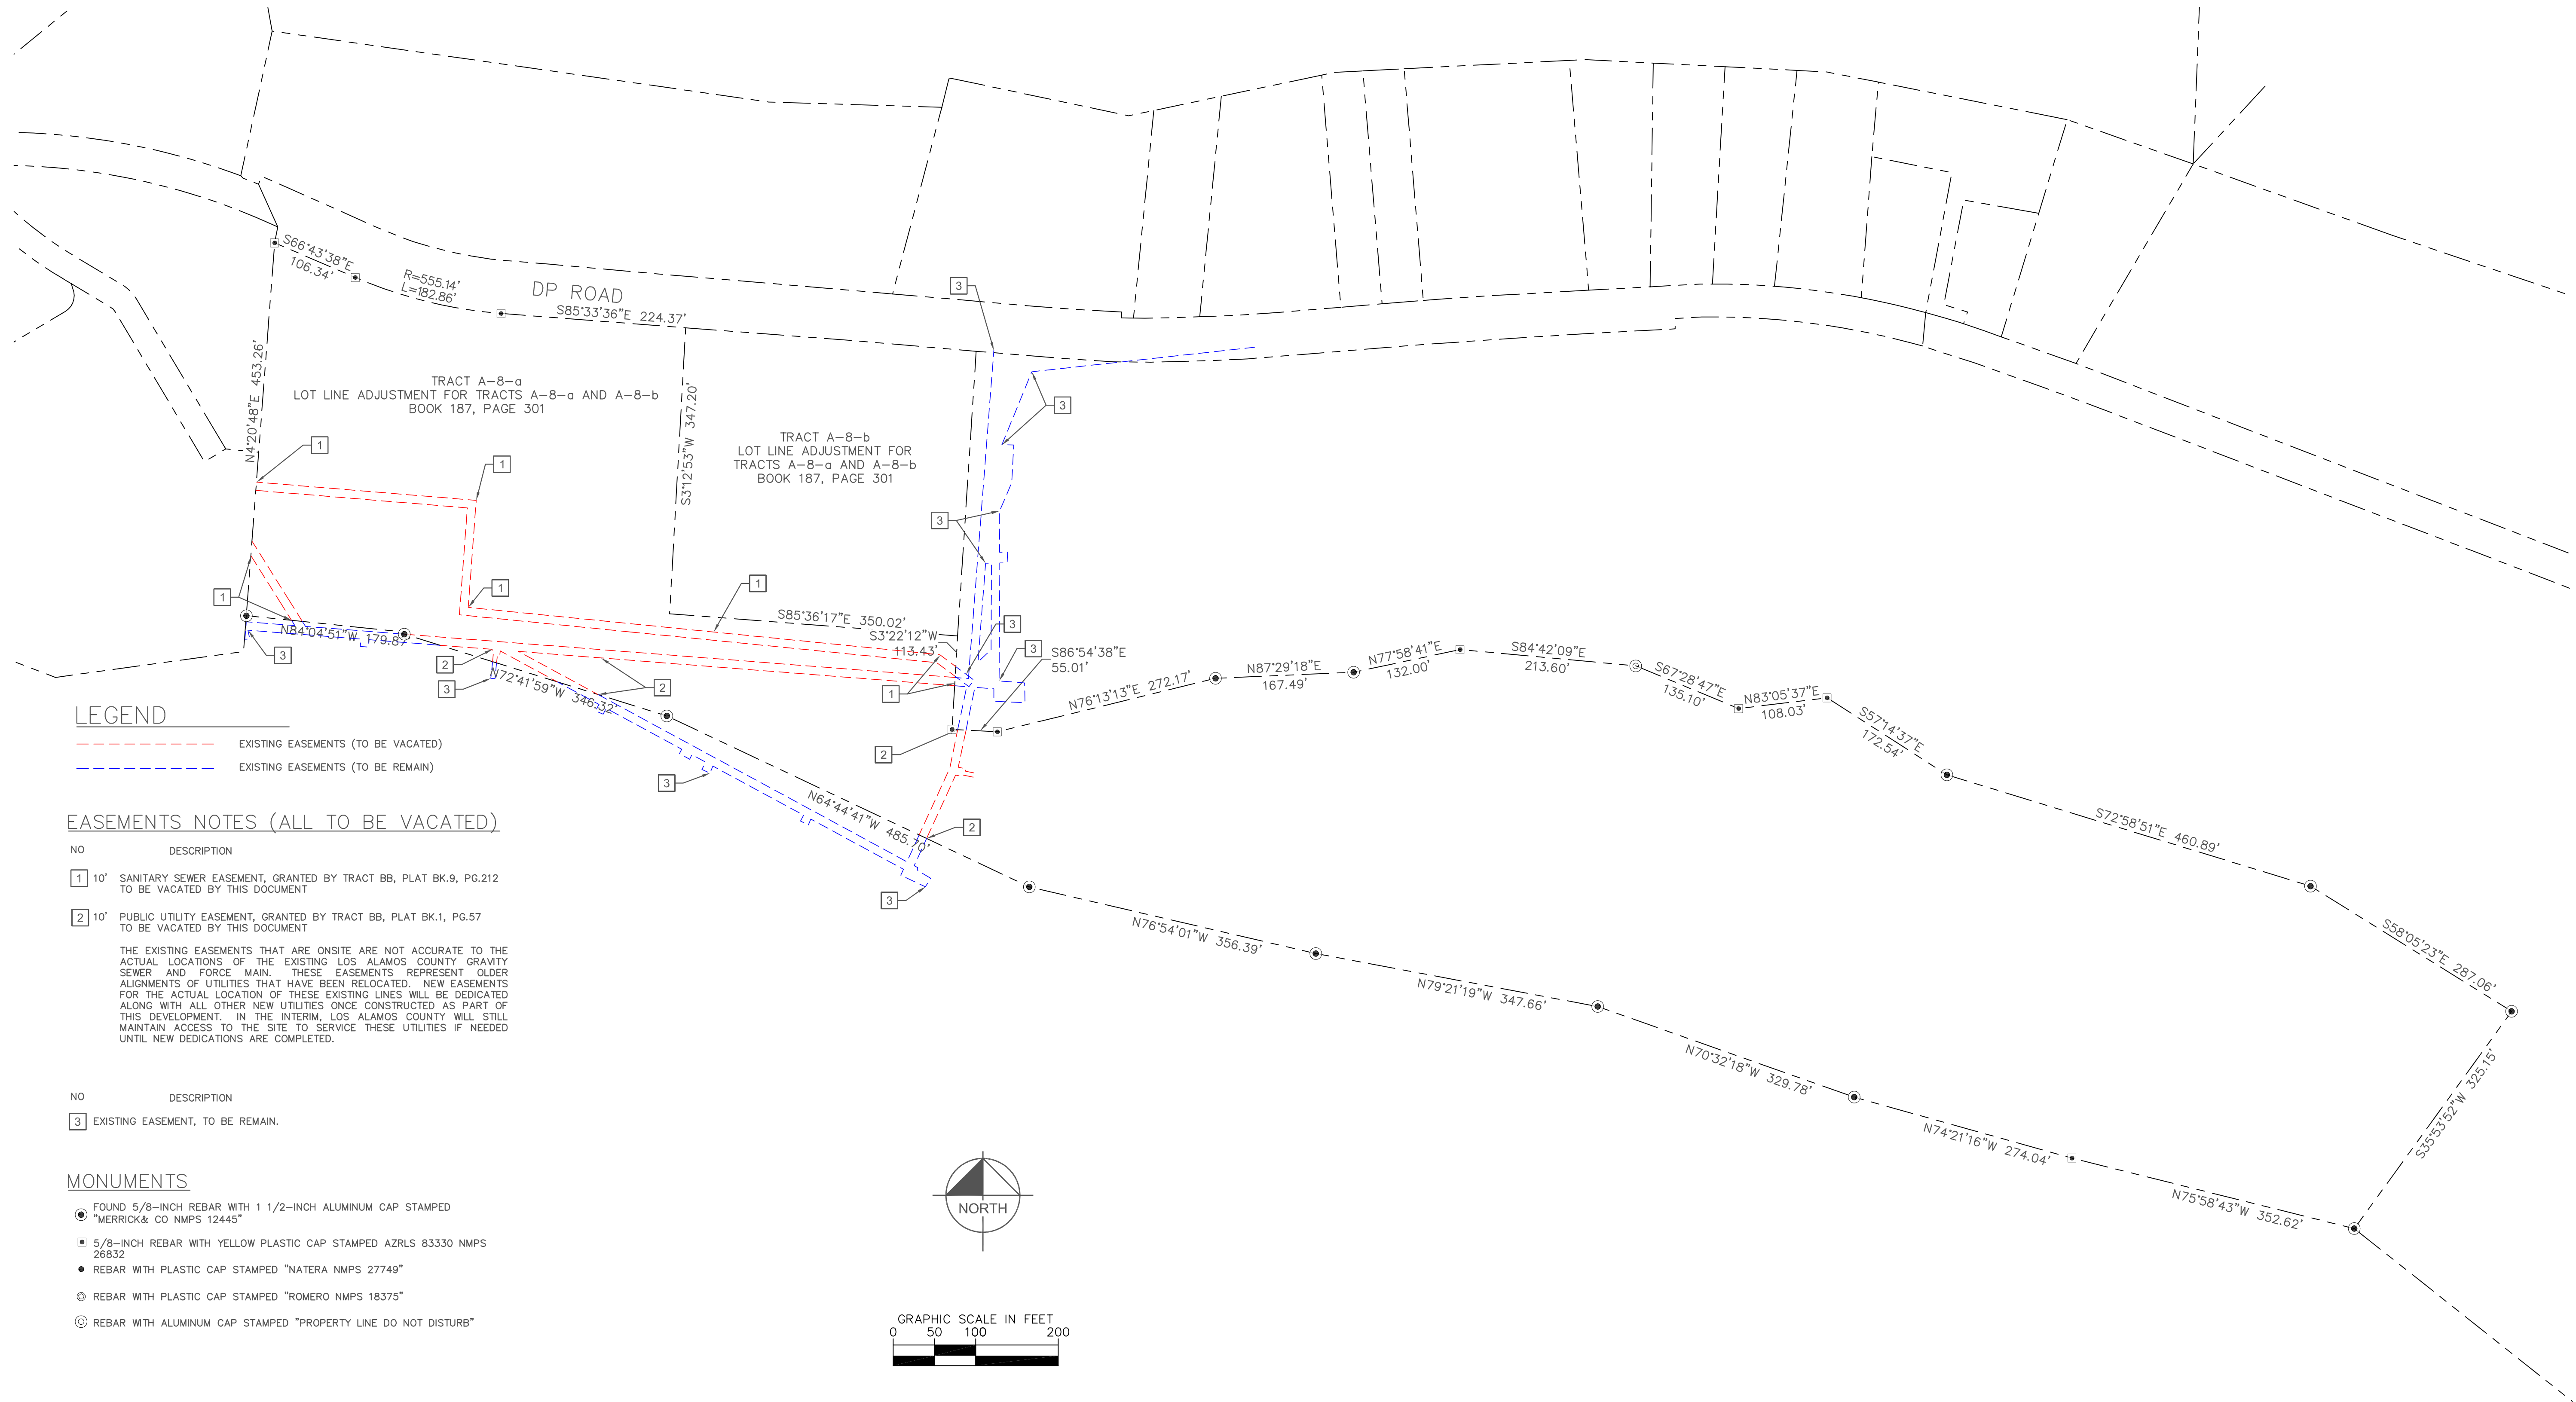 S66°43'38"E
106.34'
R=555.14'
L=182.86'
DP ROAD
S85°33'36"E 224.37'
N4°20'48"E 453.26'
TRACT A-8-a
LOT LINE ADJUSTMENT FOR TRACTS A-8-a AND A-8-b
BOOK 187, PAGE 301
S3°12'53"W 347.20'
TRACT A-8-b
LOT LINE ADJUSTMENT FOR
TRACTS A-8-a AND A-8-b
BOOK 187, PAGE 301
3
3
3
1
1
1
1
1
S85°36'17"E 350.02'
S3°22'12"W
113.43'
3
3
S86°54'38"E
55.01'
N84°04'51"W 179.87'
3
2
3
2
1
2
N72°41'59"W 346.32'
3
N64°44'41"W 485.70'
2
3
N76°13'13"E 272.17'
N87°29'18"E
167.49'
N77°58'41"E
132.00'
S84°42'09"E
213.60'
S67°28'47"E
135.10'
N83°05'37"E
108.03'
S57°14'37"E
172.54'
S72°58'51"E 460.89'
S58°05'23"E 287.06'
S35°53'52"W 325.15'
N76°54'01"W 356.39'
N79°21'19"W 347.66'
N70°32'18"W 329.78'
N74°21'16"W 274.04'
N75°58'43"W 352.62'
LEGEND
EXISTING EASEMENTS (TO BE VACATED)
EXISTING EASEMENTS (TO BE REMAIN)
EASEMENTS NOTES (ALL TO BE VACATED)
NO DESCRIPTION
1 10' SANITARY SEWER EASEMENT, GRANTED BY TRACT BB, PLAT BK.9, PG.212
TO BE VACATED BY THIS DOCUMENT
2 10' PUBLIC UTILITY EASEMENT, GRANTED BY TRACT BB, PLAT BK.1, PG.57
TO BE VACATED BY THIS DOCUMENT
THE EXISTING EASEMENTS THAT ARE ONSITE ARE NOT ACCURATE TO THE
ACTUAL LOCATIONS OF THE EXISTING LOS ALAMOS COUNTY GRAVITY
SEWER AND FORCE MAIN. THESE EASEMENTS REPRESENT OLDER
ALIGNMENTS OF UTILITIES THAT HAVE BEEN RELOCATED. NEW EASEMENTS
FOR THE ACTUAL LOCATION OF THESE EXISTING LINES WILL BE DEDICATED
ALONG WITH ALL OTHER NEW UTILITIES ONCE CONSTRUCTED AS PART OF
THIS DEVELOPMENT. IN THE INTERIM, LOS ALAMOS COUNTY WILL STILL
MAINTAIN ACCESS TO THE SITE TO SERVICE THESE UTILITIES IF NEEDED
UNTIL NEW DEDICATIONS ARE COMPLETED.
NO DESCRIPTION
3 EXISTING EASEMENT, TO BE REMAIN.
MONUMENTS
FOUND 5/8-INCH REBAR WITH 1 1/2-INCH ALUMINUM CAP STAMPED
"MERRICK& CO NMPS 12445"
5/8-INCH REBAR WITH YELLOW PLASTIC CAP STAMPED AZRLS 83330 NMPS
26832
REBAR WITH PLASTIC CAP STAMPED "NATERA NMPS 27749"
REBAR WITH PLASTIC CAP STAMPED "ROMERO NMPS 18375"
REBAR WITH ALUMINUM CAP STAMPED "PROPERTY LINE DO NOT DISTURB"
NORTH
GRAPHIC SCALE IN FEET
0 50 100 200